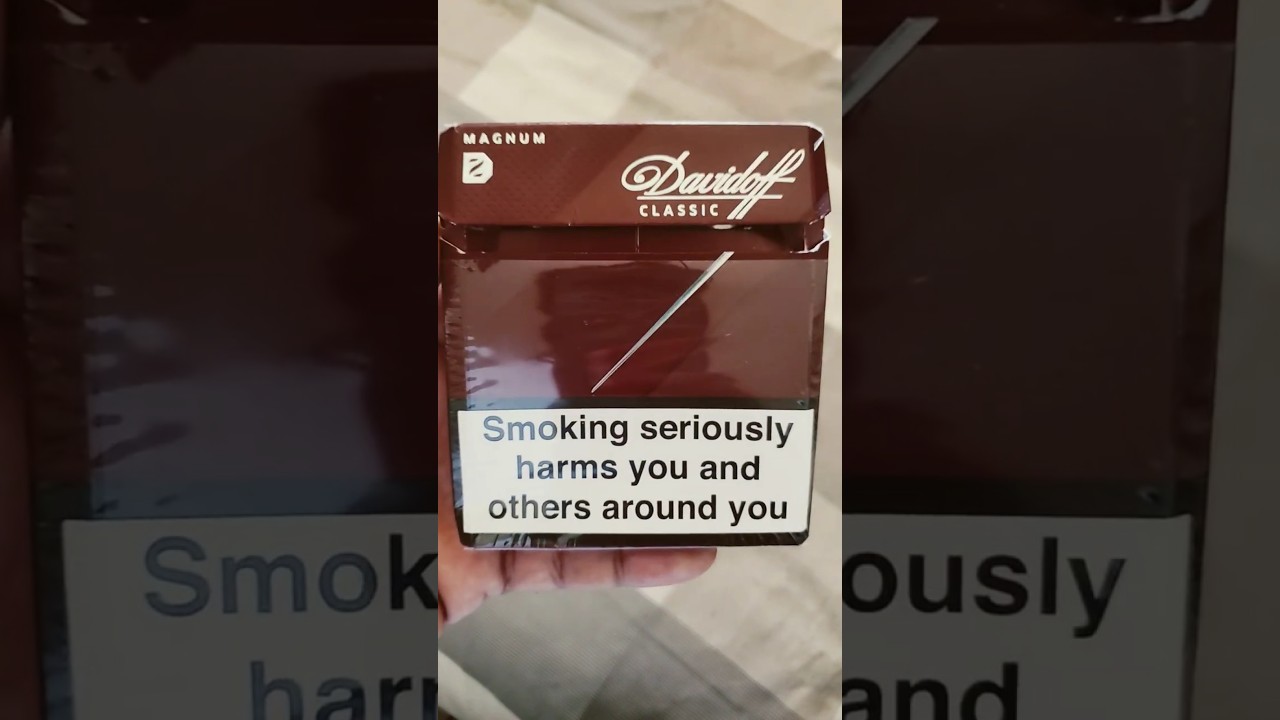 MAGNUM
D
Davidoff
CLASSIC
Smoking seriously
harms you and
others around you